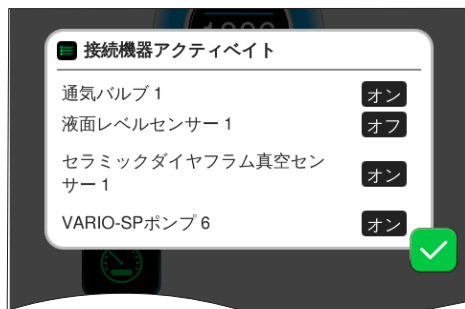 接続機器アクティベイト
通気バルブ 1
オン
液面レベルセンサー 1
オフ
セラミックダイヤフラム真空セン
サー 1
オン
VARIO-SPポンプ 6
オン